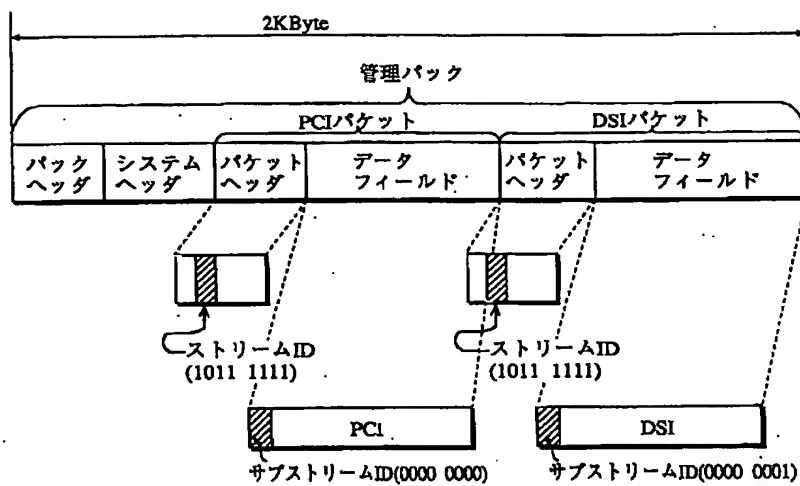 2KByte
管理パック
PCIパケット
DSIパケット
パック
ヘッダ
システム
ヘッダ
パケット
ヘッダ
データ
フィールド
パケット
ヘッダ
データ
フィールド
ストリームID
(1011 1111)
ストリームID
(1011 1111)
PCI
DSI
サブストリームID(0000 0000)
サブストリームID(0000 0001)